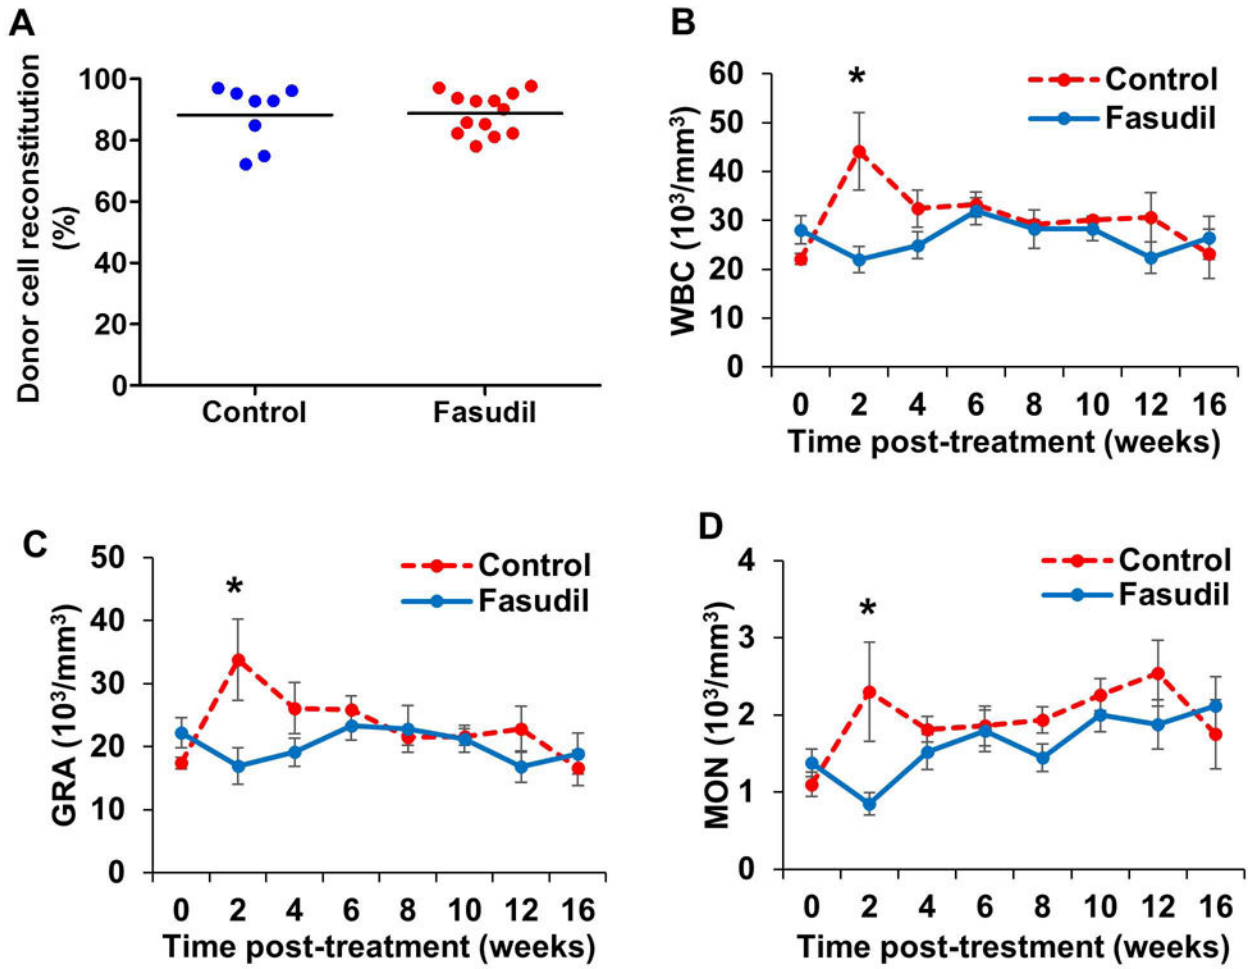 A
Donor cell reconstitution
(%)
100
80
60
40
20
0
Control
Fasudil
B
WBC (10³/mm³)
60
50
40
30
20
10
0
*
Control
Fasudil
0 2 4 6 8 10 12 16
Time post-treatment (weeks)
C
GRA (10³/mm³)
50
40
30
20
10
0
*
Control
Fasudil
0 2 4 6 8 10 12 16
Time post-treatment (weeks)
D
MON (10³/mm³)
4
3
2
1
0
*
Control
Fasudil
0 2 4 6 8 10 12 16
Time post-trestment (weeks)